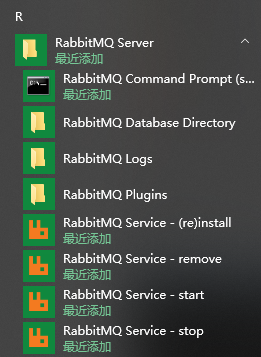 R
RabbitMQ Server
最近添加
RabbitMQ Command Prompt (s...
最近添加
RabbitMQ Database Directory
RabbitMQ Logs
RabbitMQ Plugins
RabbitMQ Service - (re)install
最近添加
RabbitMQ Service - remove
最近添加
RabbitMQ Service - start
最近添加
RabbitMQ Service - stop
最近添加